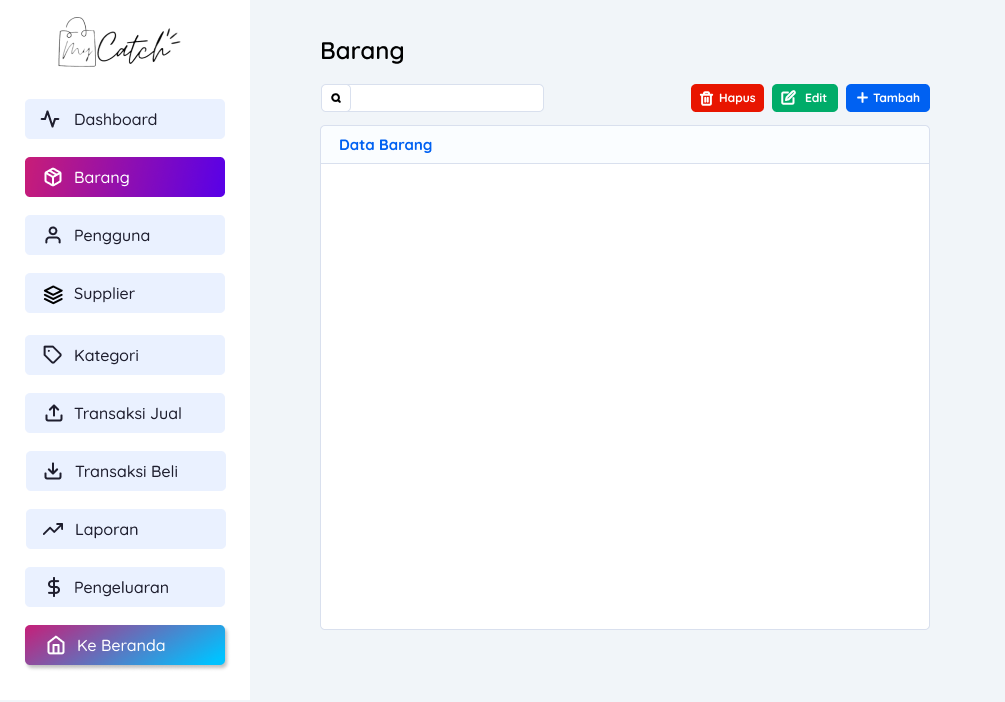 My Catch
Dashboard
Barang
Pengguna
Supplier
Kategori
Transaksi Jual
Transaksi Beli
Laporan
Pengeluaran
Ke Beranda
Barang
Hapus
Edit
Tambah
Data Barang